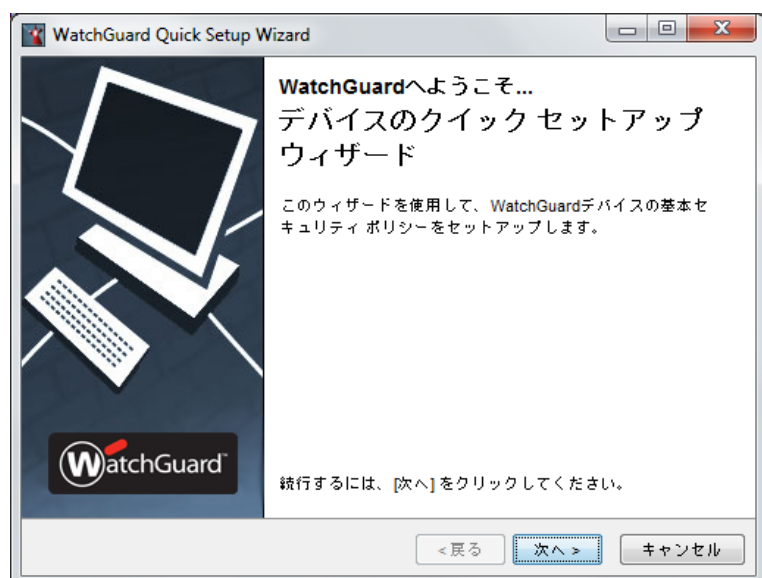 WatchGuard Quick Setup Wizard
WatchGuardへようこそ...
デバイスのクイック セットアップ
ウィザード
このウィザードを使用して、WatchGuardデバイスの基本セ
キュリティ ポリシーをセットアップします。
WatchGuard™
続行するには、[次へ] をクリックしてください。
<戻る
次へ >
キャンセル